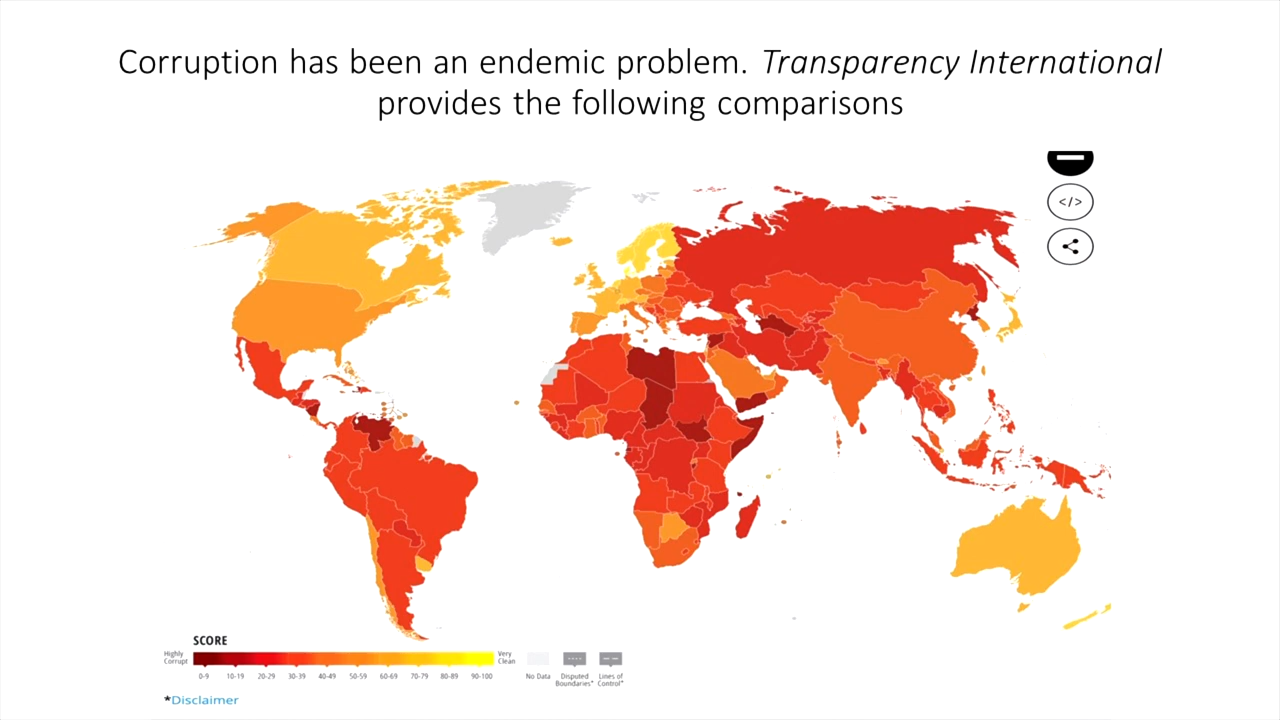 Corruption has been an endemic problem. Transparency International
provides the following comparisons
</>
SCORE
Highly
Corrupt
Very
Clean
0-9 10-19 20-29 30-39 40-49 50-59 60-69 70-79 80-89 90-100
No Data
Disputed
Boundaries*
Lines of
Control*
*Disclaimer